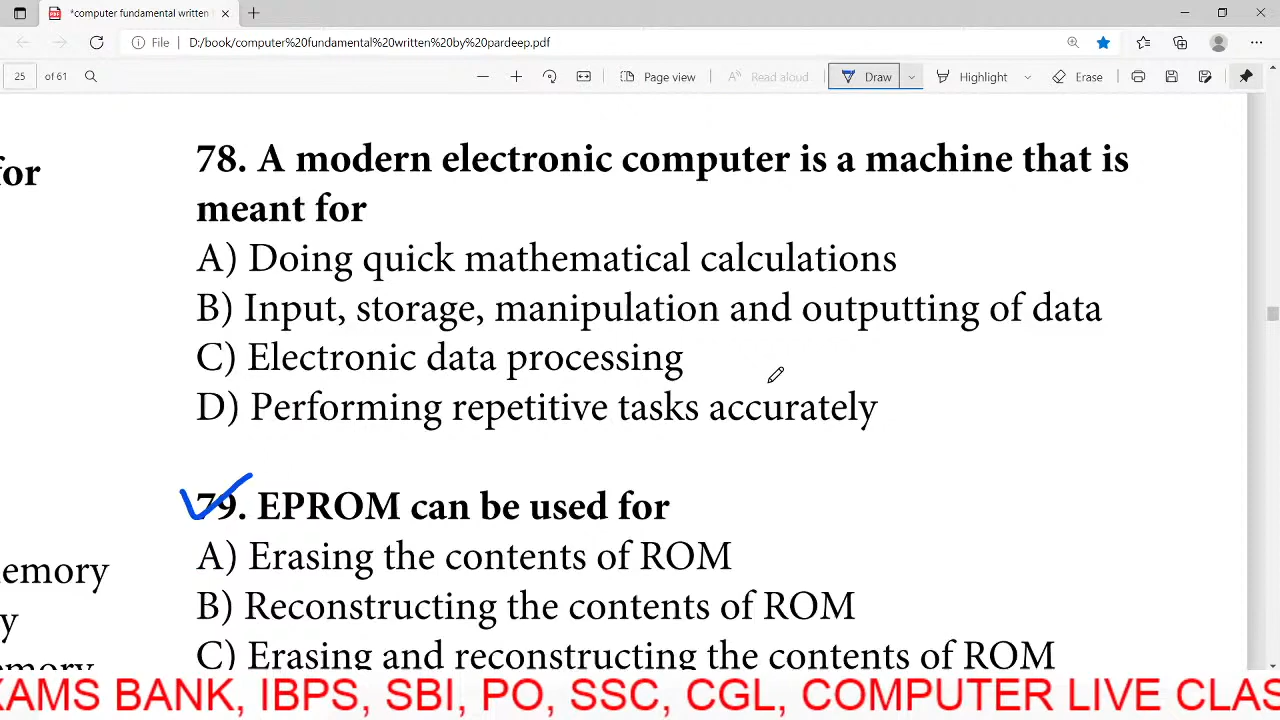 *computer fundamental written
File D:/book/computer%20fundamental%20written%20by%20pardeep.pdf
25 of 61 Page view Read aloud Draw Highlight Erase
for
78. A modern electronic computer is a machine that is
meant for
A) Doing quick mathematical calculations
B) Input, storage, manipulation and outputting of data
C) Electronic data processing
D) Performing repetitive tasks accurately
79. EPROM can be used for
A) Erasing the contents of ROM
emory
B) Reconstructing the contents of ROM
y
C) Erasing and reconstructing the contents of ROM
emory
XAMS BANK, IBPS, SBI, PO, SSC, CGL, COMPUTER LIVE CLAS